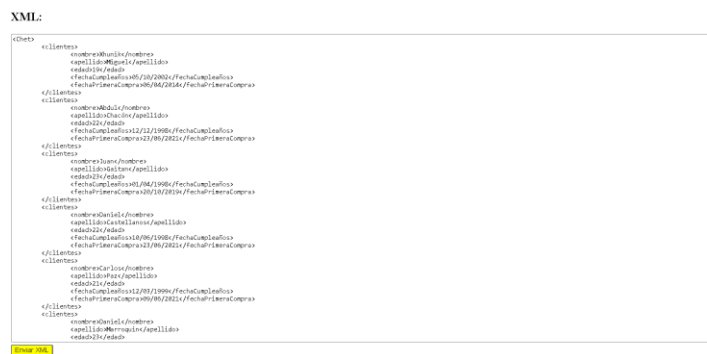 XML:
<Chet>
<clientes>
<nombre>Khunik</nombre>
<apellido>Miguel</apellido>
<edad>19</edad>
<fechaCumpleaños>05/10/2002</fechaCumpleaños>
<fechaPrimeraCompra>06/04/2014</fechaPrimeraCompra>
</clientes>
<clientes>
<nombre>Abdul</nombre>
<apellido>Chacón</apellido>
<edad>22</edad>
<fechaCumpleaños>12/12/1998</fechaCumpleaños>
<fechaPrimeraCompra>23/06/2021</fechaPrimeraCompra>
</clientes>
<clientes>
<nombre>Juan</nombre>
<apellido>Gaitan</apellido>
<edad>23</edad>
<fechaCumpleaños>01/04/1998</fechaCumpleaños>
<fechaPrimeraCompra>20/10/2019</fechaPrimeraCompra>
</clientes>
<clientes>
<nombre>Daniel</nombre>
<apellido>Castellanos</apellido>
<edad>22</edad>
<fechaCumpleaños>10/06/1998</fechaCumpleaños>
<fechaPrimeraCompra>23/06/2021</fechaPrimeraCompra>
</clientes>
<clientes>
<nombre>Carlos</nombre>
<apellido>Paz</apellido>
<edad>21</edad>
<fechaCumpleaños>12/03/1999</fechaCumpleaños>
<fechaPrimeraCompra>09/06/2021</fechaPrimeraCompra>
</clientes>
<clientes>
<nombre>Daniel</nombre>
<apellido>Marroquin</apellido>
<edad>23</edad>
Enviar XML